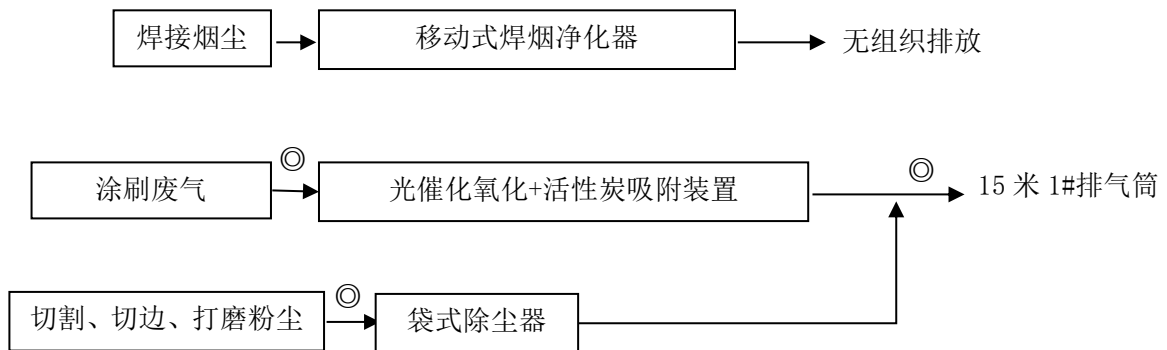 焊接烟尘 移动式焊烟净化器 无组织排放
◎ ◎
涂刷废气 光催化氧化+活性炭吸附装置 15 米 1#排气筒
◎
切割、切边、打磨粉尘 袋式除尘器